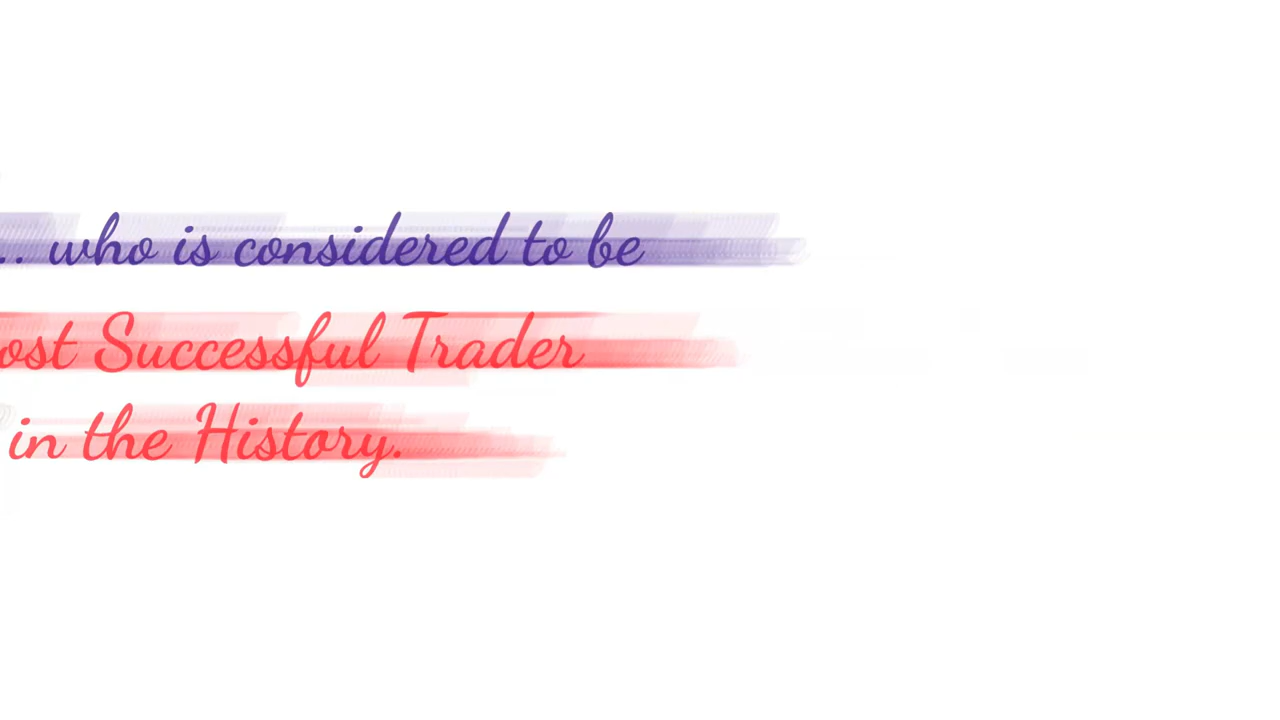 .. who is considered to be
ost Successful Trader
in the History.